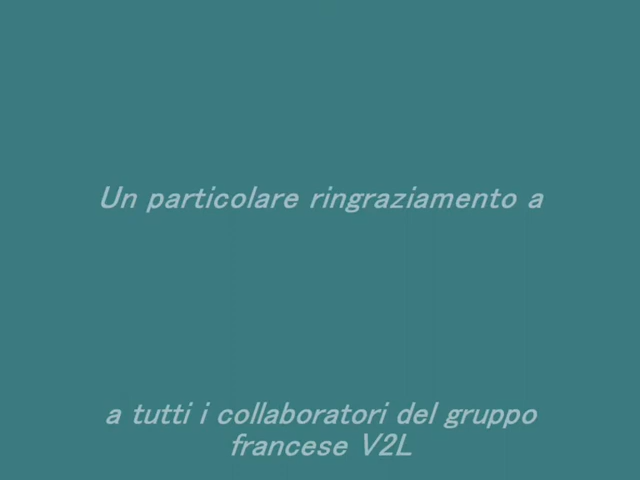 Un particolare ringraziamento a
a tutti i collaboratori del gruppo
francese V2L